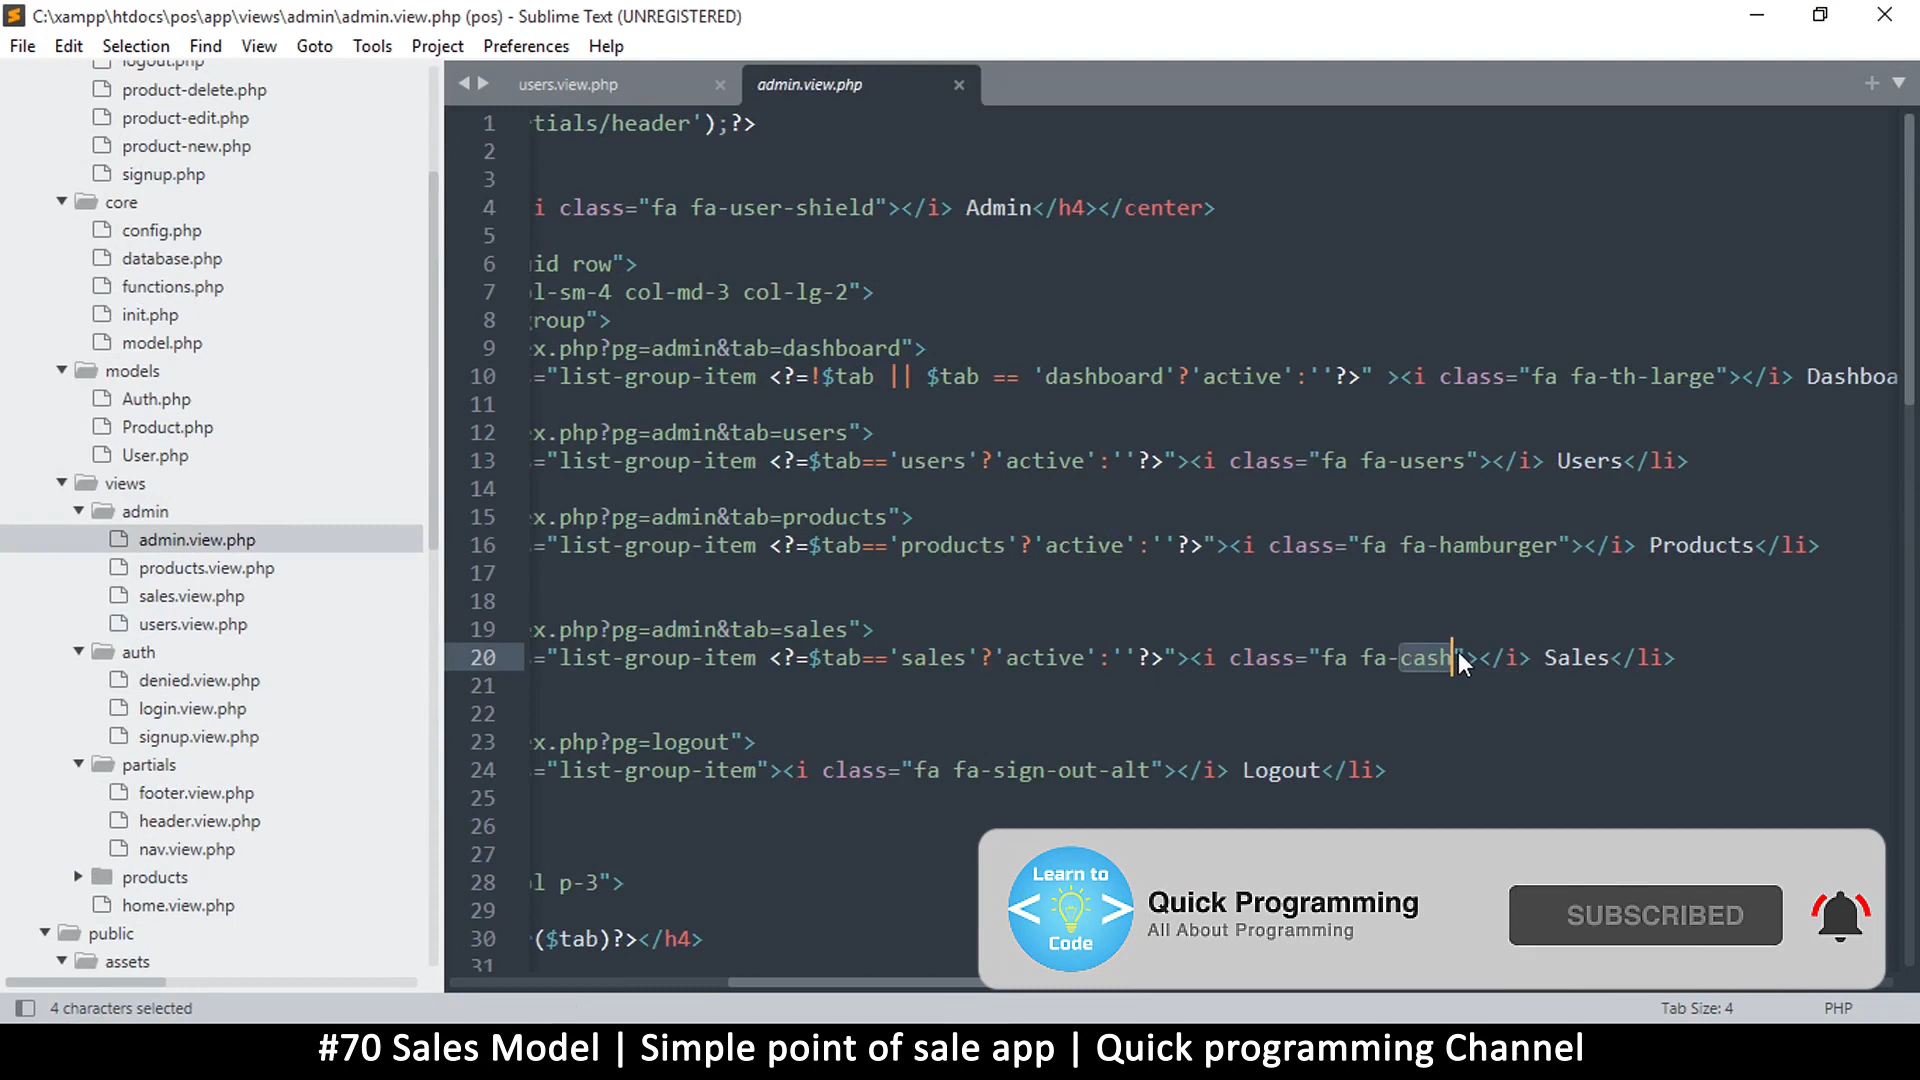 C:\xampp\htdocs\pos\app\views\admin\admin.view.php (pos) - Sublime Text (UNREGISTERED)
File Edit Selection Find View Goto Tools Project Preferences Help
logout.php
product-delete.php
product-edit.php
product-new.php
signup.php
core
config.php
database.php
functions.php
init.php
model.php
models
Auth.php
Product.php
User.php
views
admin
admin.view.php
products.view.php
sales.view.php
users.view.php
auth
denied.view.php
login.view.php
signup.view.php
partials
footer.view.php
header.view.php
nav.view.php
products
home.view.php
public
assets
users.view.php
admin.view.php
1 tials/header');?>
2
3
4 i class="fa fa-user-shield"></i> Admin</h4></center>
5
6 id row">
7 l-sm-4 col-md-3 col-lg-2">
8 roup">
9 x.php?pg=admin&tab=dashboard">
10 ="list-group-item <?=!$tab || $tab == 'dashboard'?'active':''?>" ><i class="fa fa-th-large"></i> Dashboa
11
12 x.php?pg=admin&tab=users">
13 ="list-group-item <?=$tab=='users'?'active':''?>"><i class="fa fa-users"></i> Users</li>
14
15 x.php?pg=admin&tab=products">
16 ="list-group-item <?=$tab=='products'?'active':''?>"><i class="fa fa-hamburger"></i> Products</li>
17
18
19 x.php?pg=admin&tab=sales">
20 ="list-group-item <?=$tab=='sales'?'active':''?>"><i class="fa fa-cash"></i> Sales</li>
21
22
23 x.php?pg=logout">
24 ="list-group-item"><i class="fa fa-sign-out-alt"></i> Logout</li>
25
26
27
28 l p-3">
29
30 ($tab)?></h4>
31
Learn to
< >
Code
Quick Programming
All About Programming
SUBSCRIBED
4 characters selected
Tab Size: 4
PHP
#70 Sales Model | Simple point of sale app | Quick programming Channel